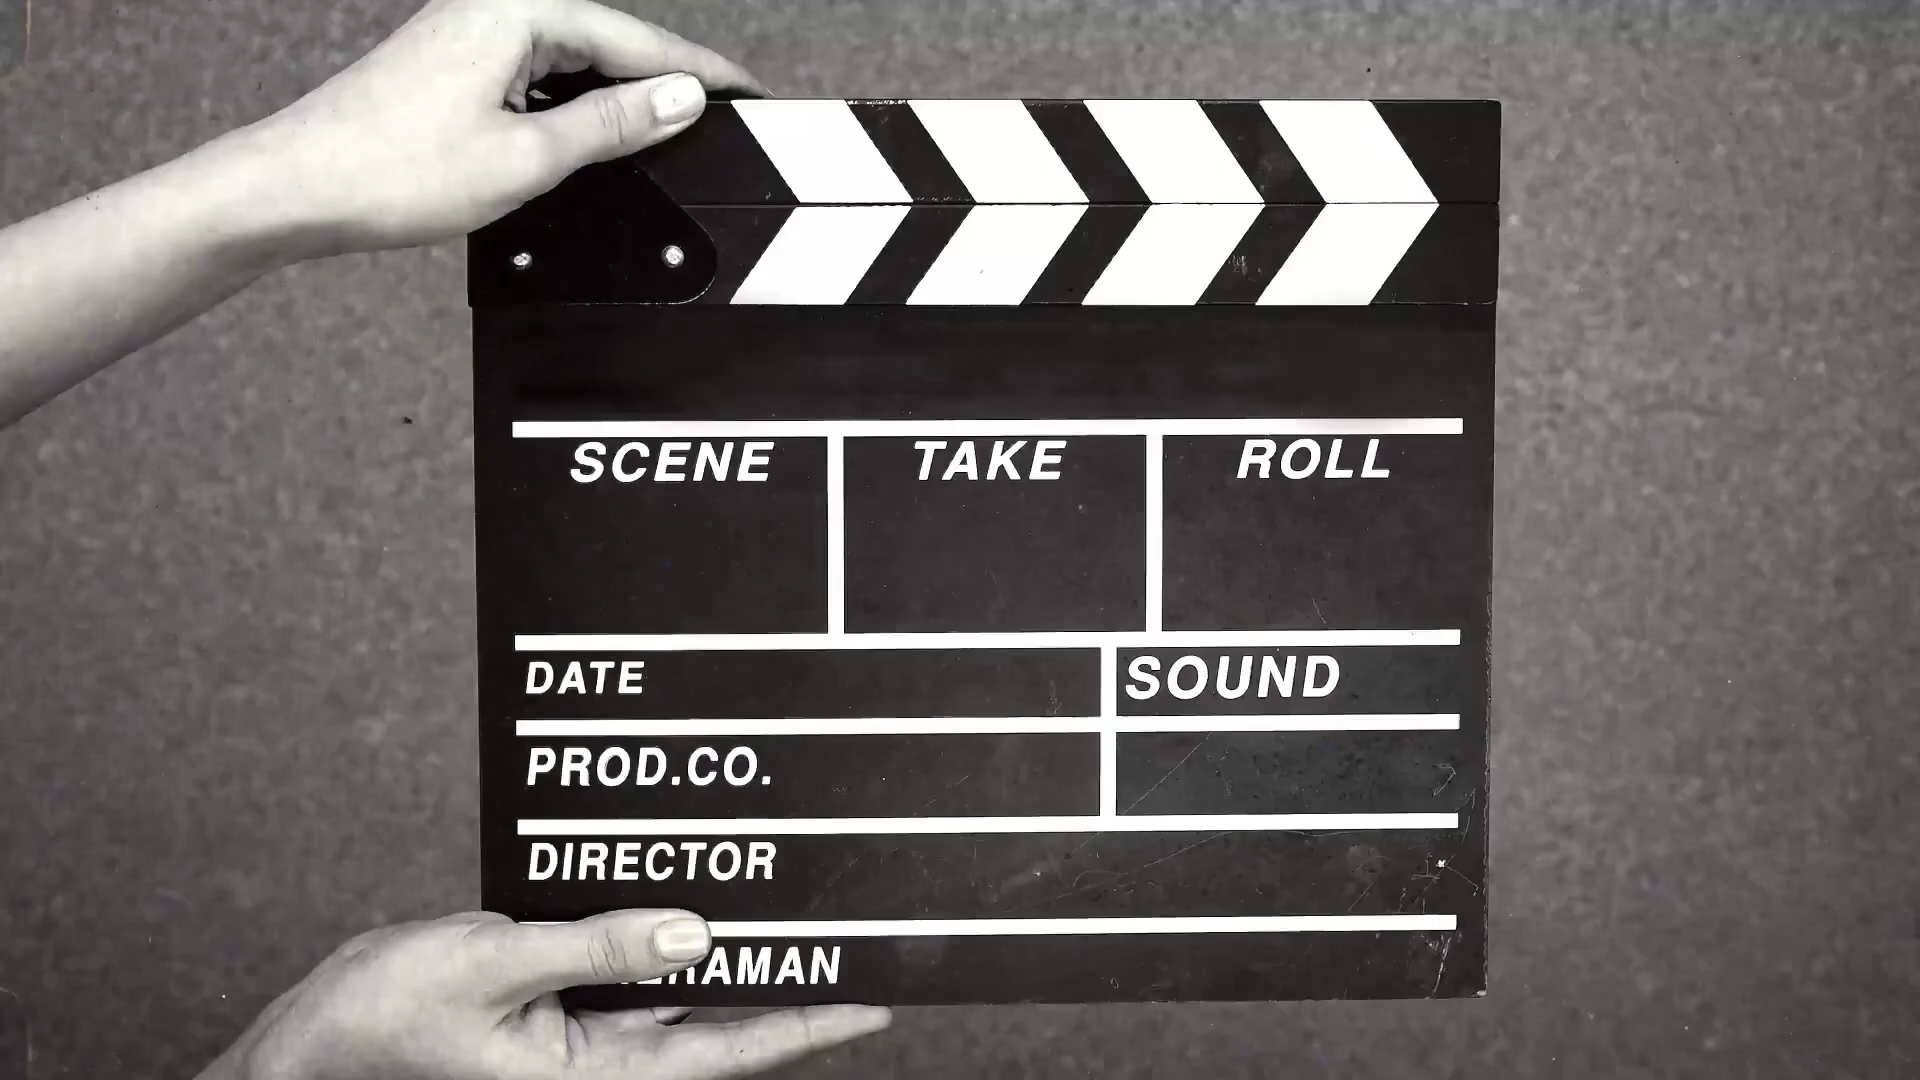 SCENE TAKE ROLL
DATE SOUND
PROD.CO.
DIRECTOR